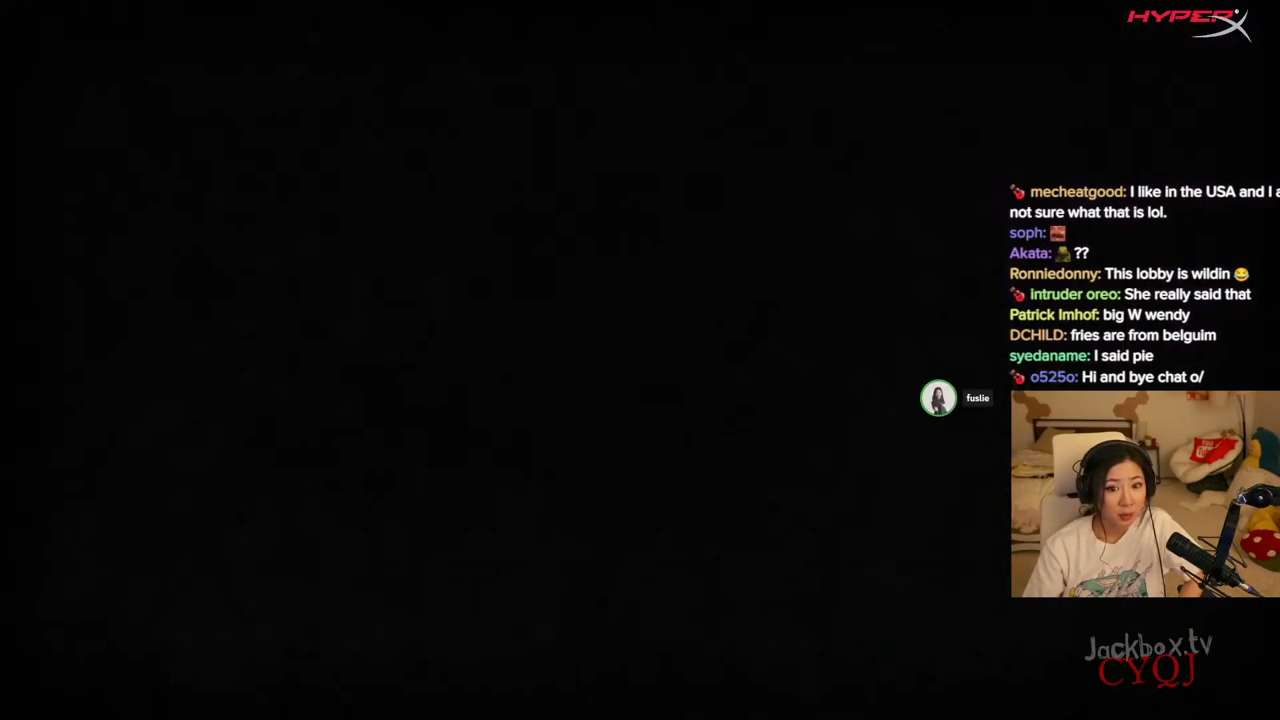 HYPERX
mecheatgood: I like in the USA and I a
not sure what that is lol.
soph:
Akata: ??
Ronniedonny: This lobby is wildin 😂
intruder oreo: She really said that
Patrick Imhof: big W wendy
DCHILD: fries are from belguim
syedaname: I said pie
o525o: Hi and bye chat o/
fuslie
Jackbox.tv
CYQJ